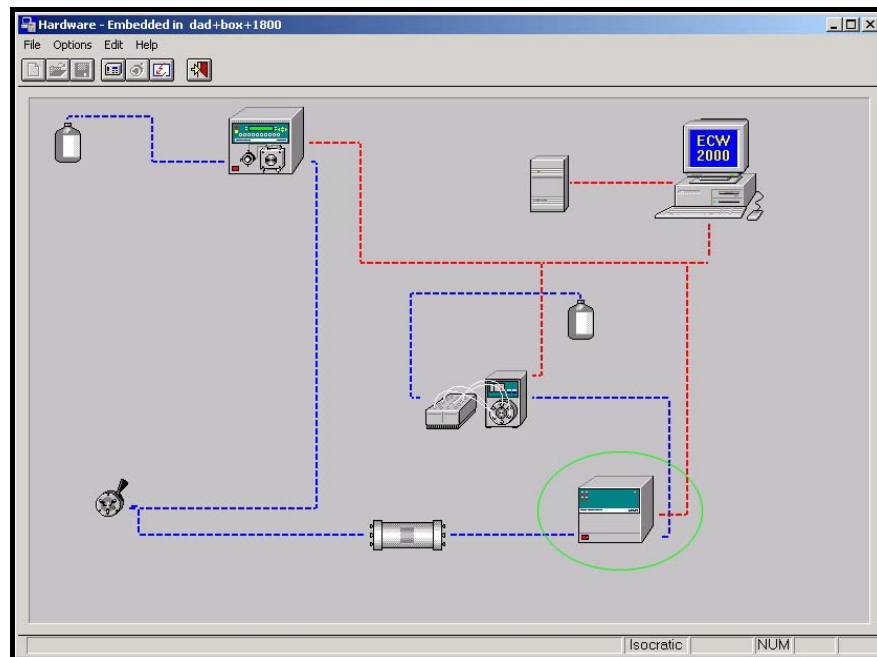 Hardware - Embedded in dad+box+1800
File Options Edit Help
ECW
2000
Isocratic NUM